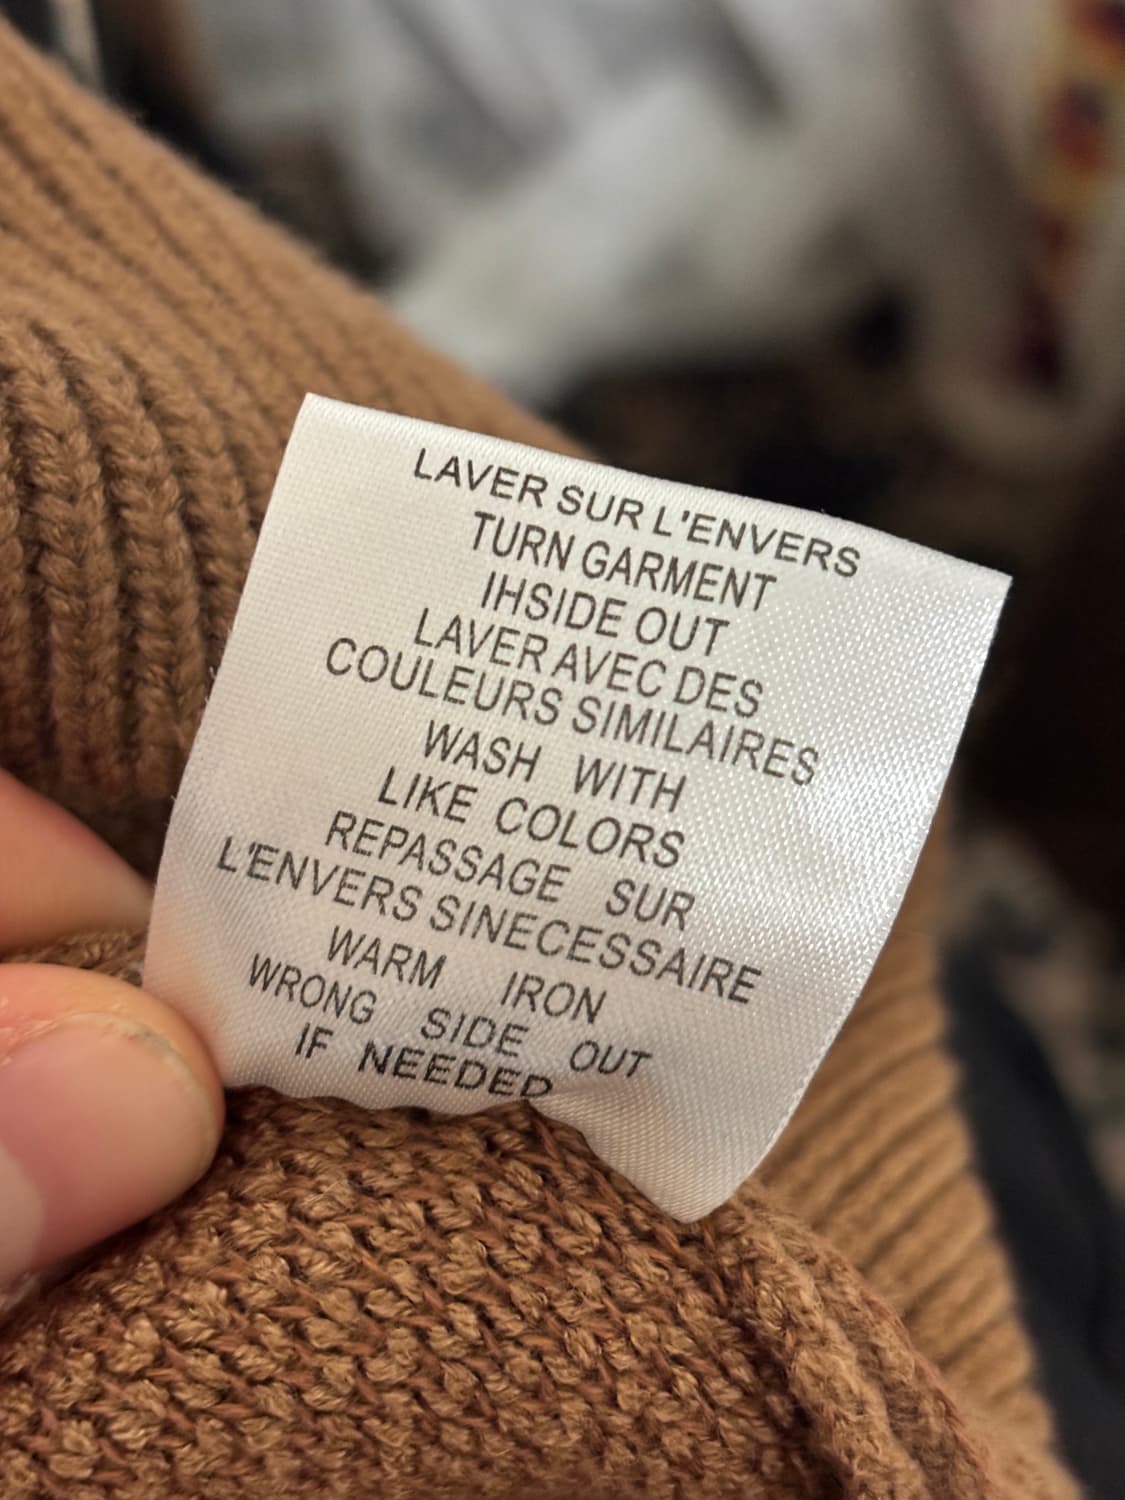 LAVER SUR L'ENVERS
TURN GARMENT
IHSIDE OUT
LAVER AVEC DES
COULEURS SIMILAIRES
WASH WITH
LIKE COLORS
REPASSAGE SUR
L'ENVERS SINECESSAIRE
WARM IRON
WRONG SIDE OUT
IF NEEDED